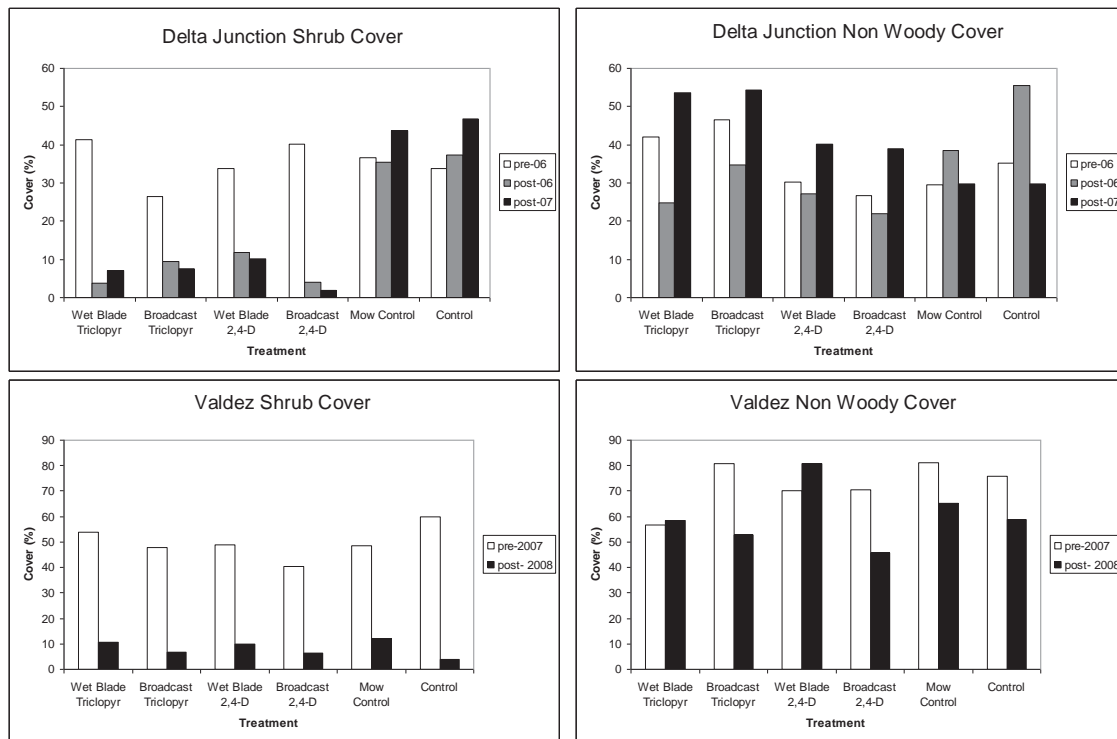 Delta Junction Shrub Cover
60
50
40
30
20
10
0
Cover (%)
Wet Blade Triclopyr
Broadcast Triclopyr
Wet Blade 2,4-D
Broadcast 2,4-D
Mow Control
Control
Treatment
pre-06
post-06
post-07
Delta Junction Non Woody Cover
60
50
40
30
20
10
0
Cover (%)
Wet Blade Triclopyr
Broadcast Triclopyr
Wet Blade 2,4-D
Broadcast 2,4-D
Mow Control
Control
Treatment
pre-06
post-06
post-07
Valdez Shrub Cover
90
80
70
60
50
40
30
20
10
0
Cover (%)
Wet Blade Triclopyr
Broadcast Triclopyr
Wet Blade 2,4-D
Broadcast 2,4-D
Mow Control
Control
Treatment
pre-2007
post- 2008
Valdez Non Woody Cover
90
80
70
60
50
40
30
20
10
0
Cover (%)
Wet Blade Triclopyr
Broadcast Triclopyr
Wet Blade 2,4-D
Broadcast 2,4-D
Mow Control
Control
Treatment
pre-2007
post- 2008